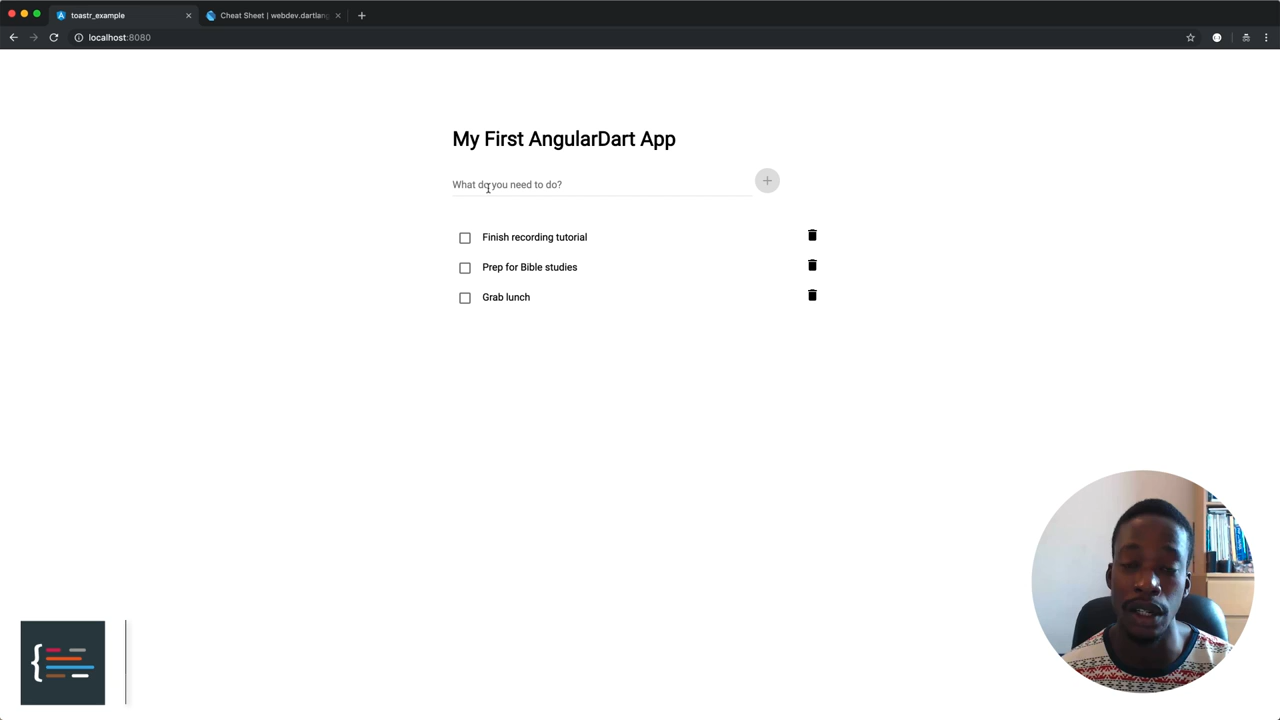 toastr_example
Cheat Sheet | webdev.dartlang
localhost:8080
My First AngularDart App
What do you need to do?
Finish recording tutorial
Prep for Bible studies
Grab lunch